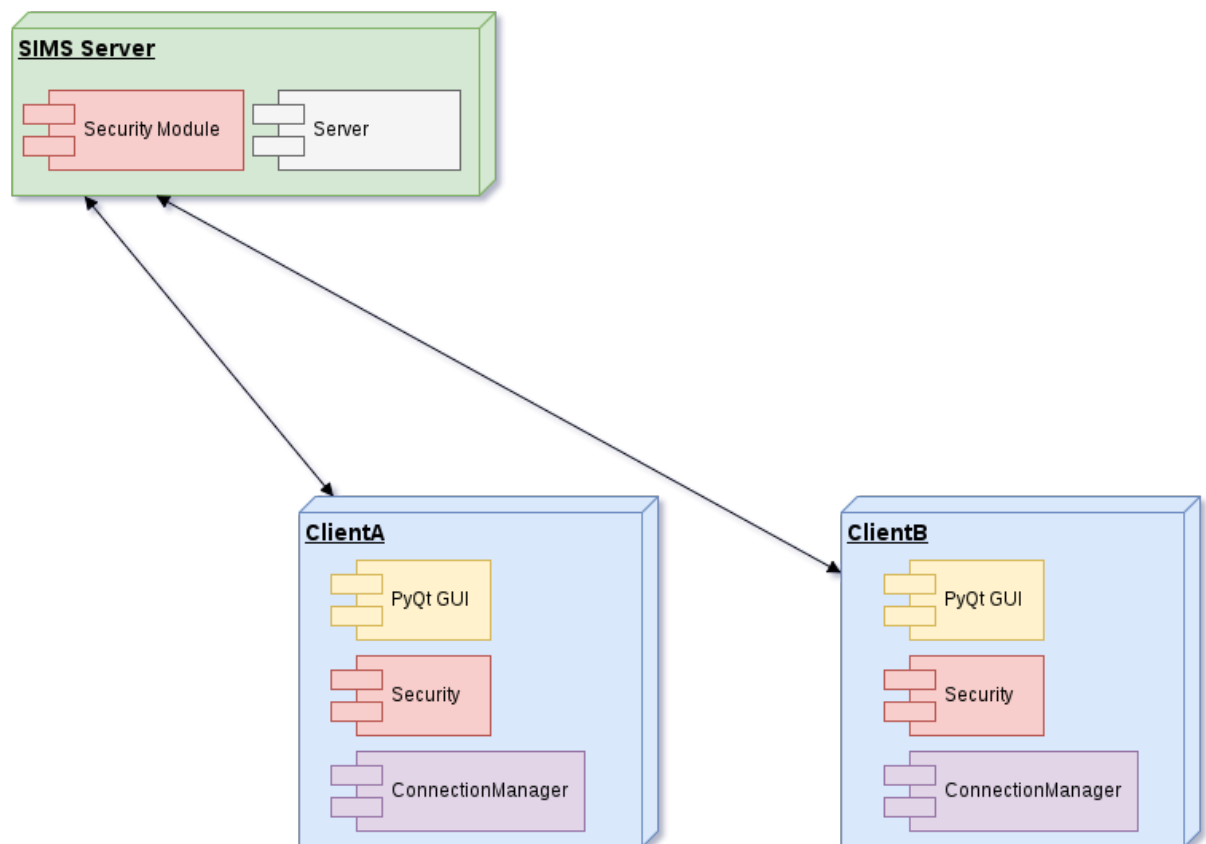 SIMS Server
Security Module
Server
ClientA
PyQt GUI
Security
ConnectionManager
ClientB
PyQt GUI
Security
ConnectionManager